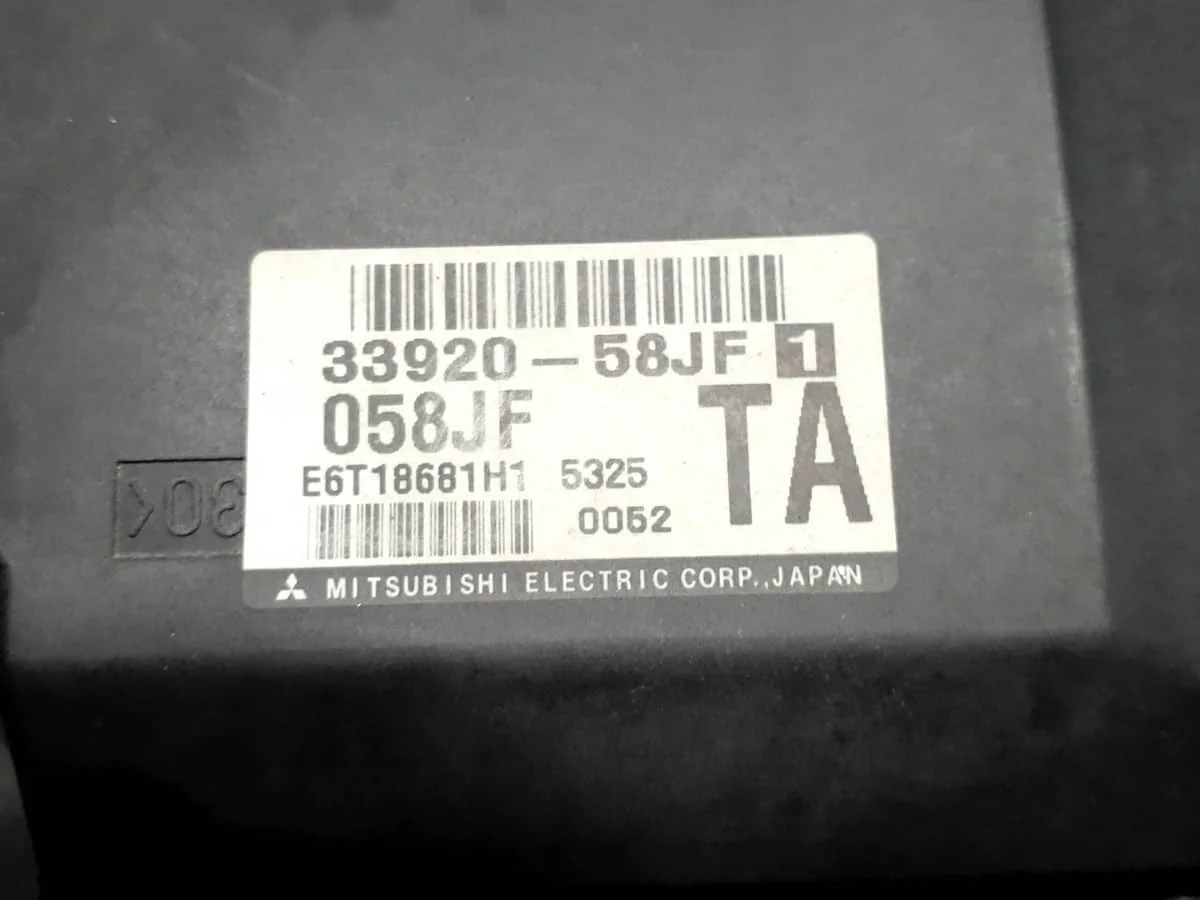 33920-58JF 1
058JF TA
E6T18681H1 5325
0052
MITSUBISHI ELECTRIC CORP.,JAPAN